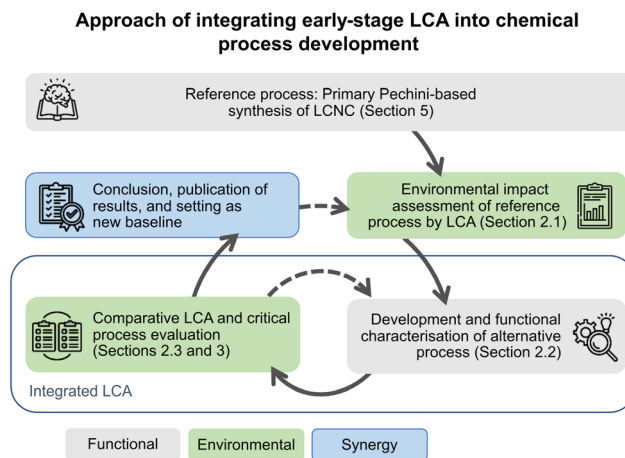 Approach of integrating early-stage LCA into chemical
process development
Reference process: Primary Pechini-based
synthesis of LCNC (Section 5)
Conclusion, publication of
results, and setting as
new baseline
Environmental impact
assessment of reference
process by LCA (Section 2.1)
Comparative LCA and critical
process evaluation
(Sections 2.3 and 3)
Development and functional
characterisation of alternative
process (Section 2.2)
Integrated LCA
Functional
Environmental
Synergy